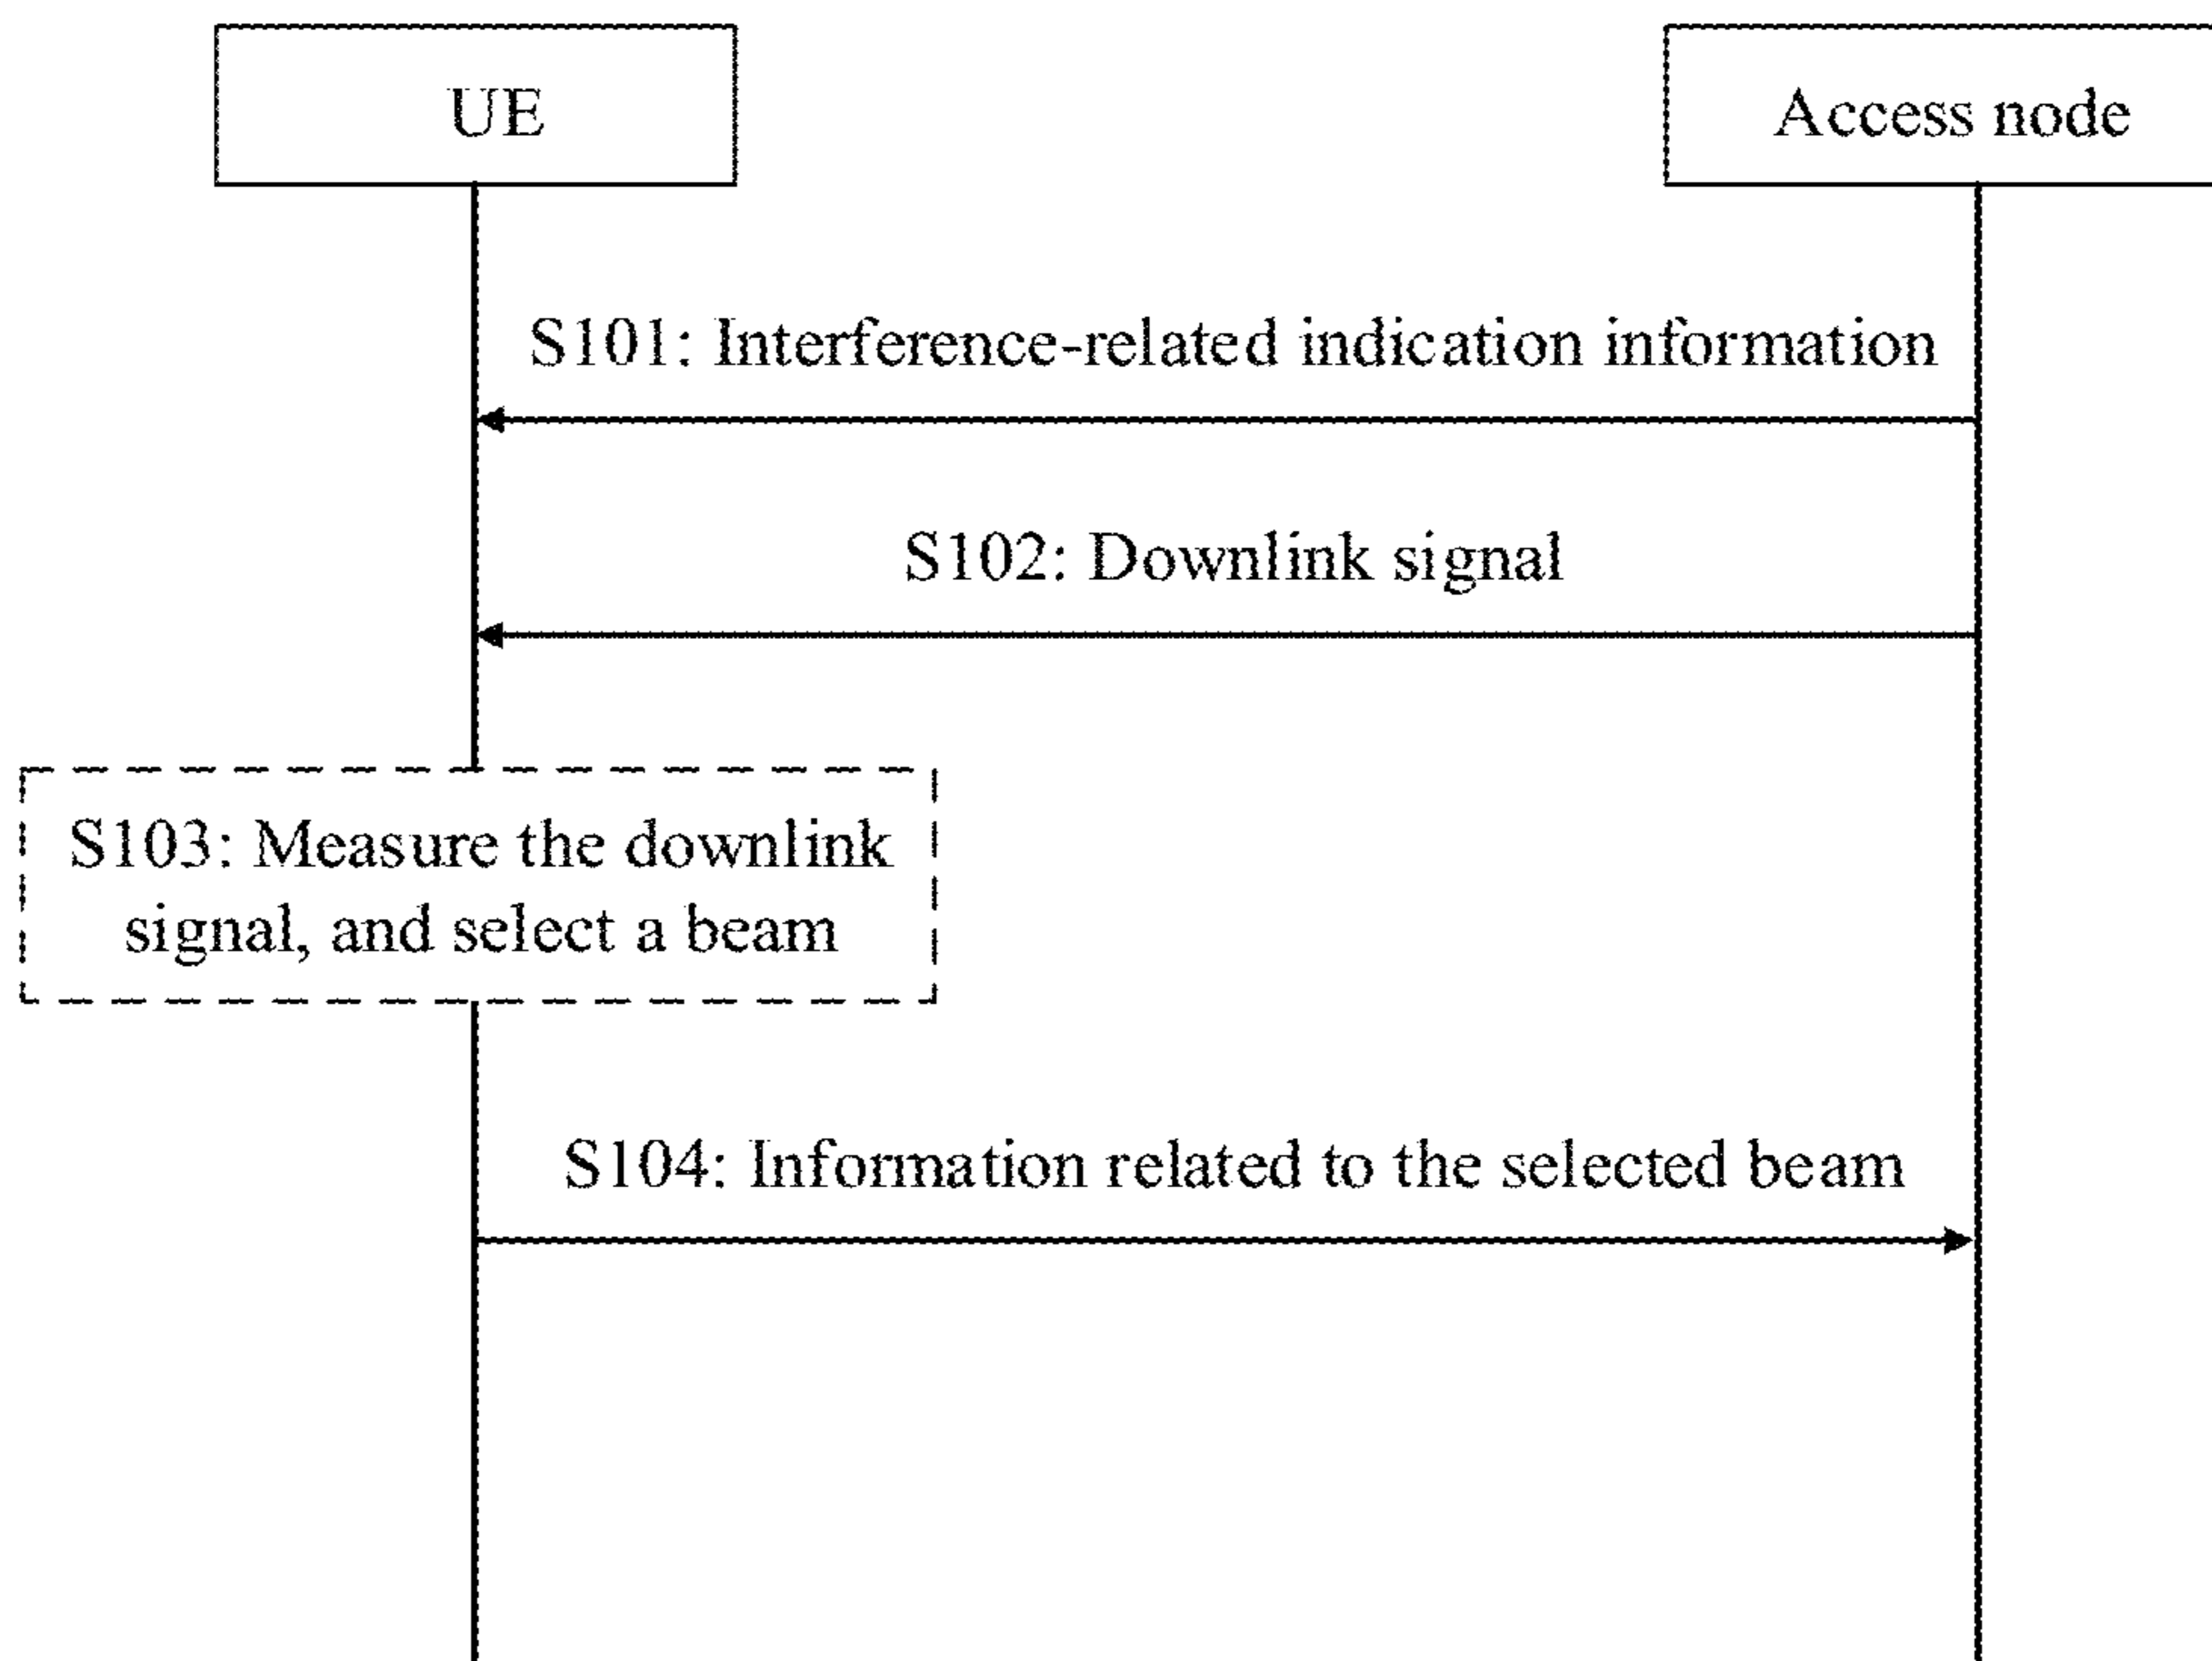 UE
Access node
S101: Interference-related indication information
S102: Downlink signal
S103: Measure the downlink
signal, and select a beam
S104: Information related to the selected beam